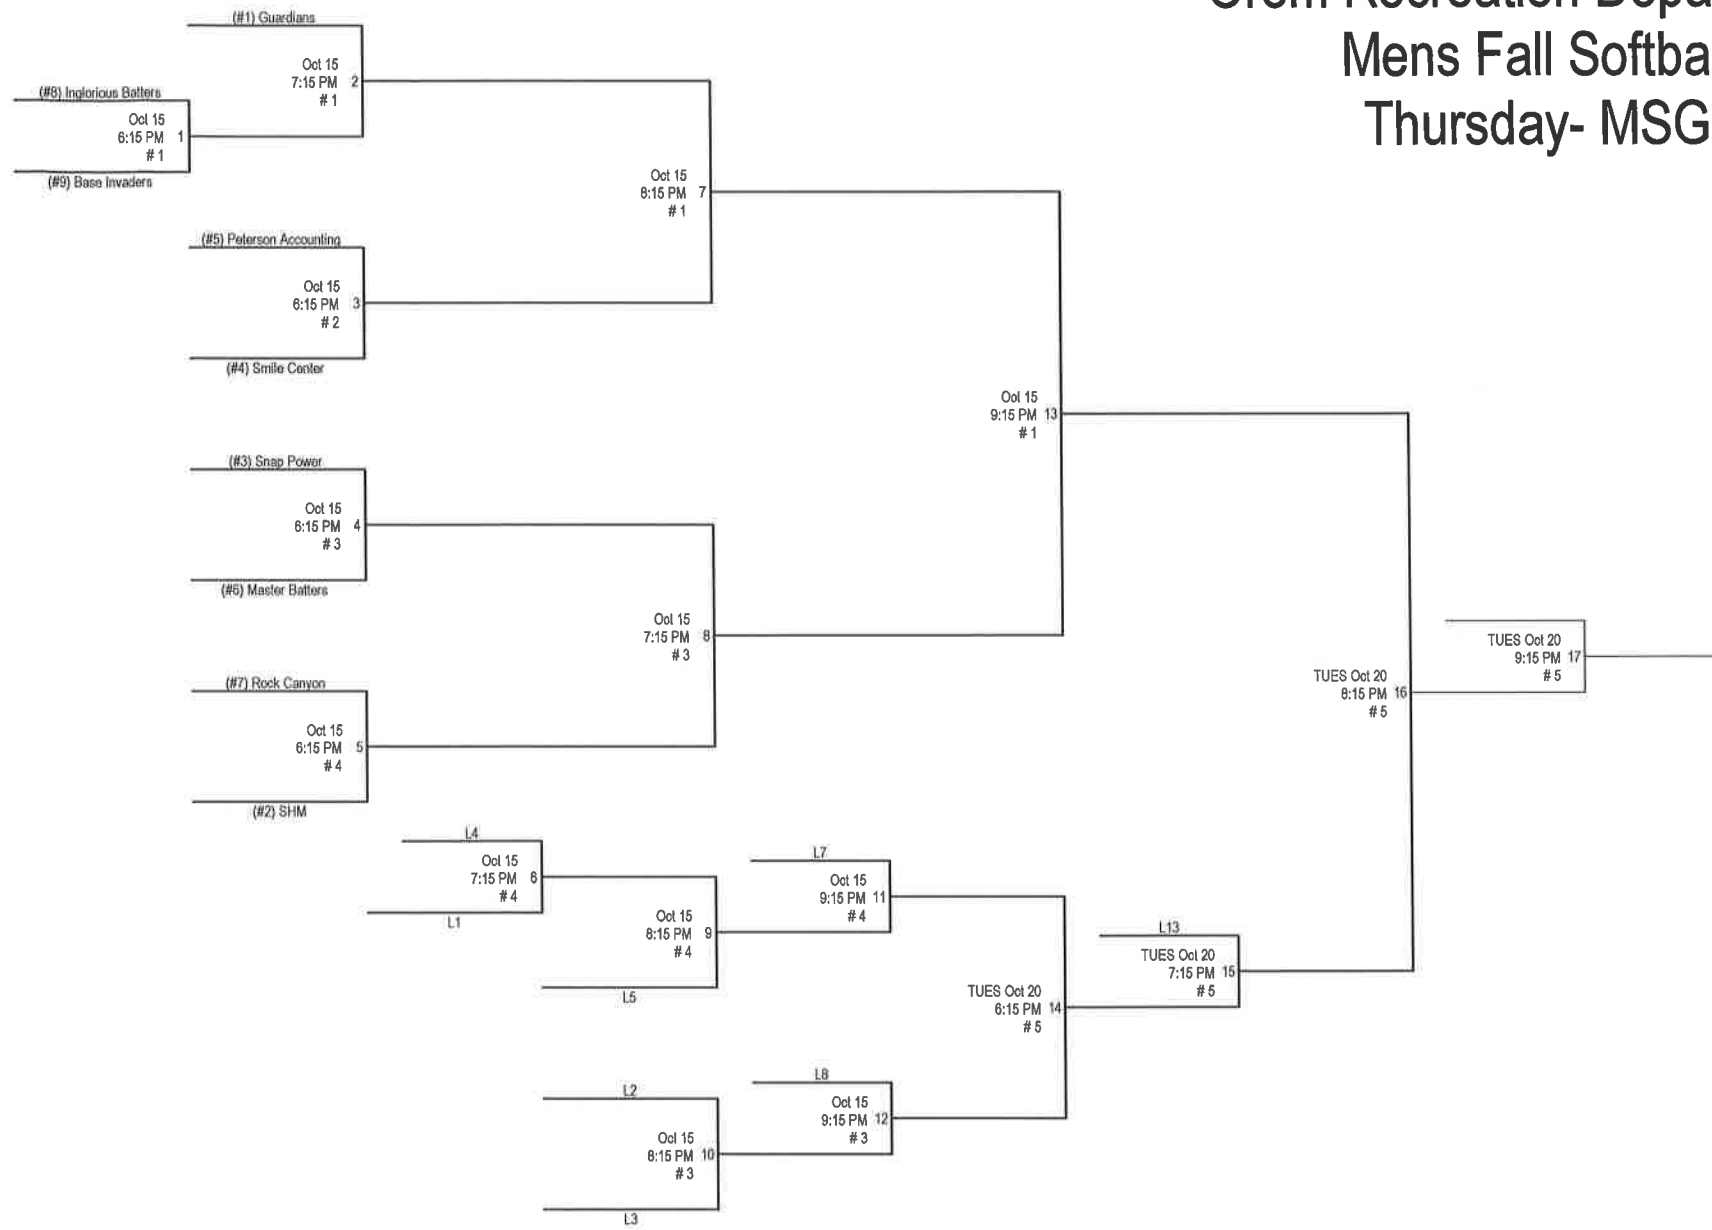 Mens Fall Softba
Thursday- MSG
(#1) Guardians
Oct 15
7:15 PM 2
# 1
(#8) Inglorious Batters
Oct 15
6:15 PM 1
# 1
(#9) Base Invaders
Oct 15
8:15 PM 7
# 1
(#5) Peterson Accounting
Oct 15
6:15 PM 3
# 2
(#4) Smile Center
Oct 15
9:15 PM 13
# 1
(#3) Snap Power
Oct 15
6:15 PM 4
# 3
(#6) Master Batters
Oct 15
7:15 PM 8
# 3
(#7) Rock Canyon
Oct 15
6:15 PM 5
# 4
(#2) SHM
TUES Oct 20
9:15 PM 17
# 5
TUES Oct 20
8:15 PM 16
# 5
L4
Oct 15
7:15 PM 6
# 4
L1
L7
Oct 15
9:15 PM 11
# 4
Oct 15
8:15 PM 9
# 4
L5
L13
TUES Oct 20
7:15 PM 15
# 5
TUES Oct 20
6:15 PM 14
# 5
L8
Oct 15
9:15 PM 12
# 3
L2
Oct 15
8:15 PM 10
# 3
L3